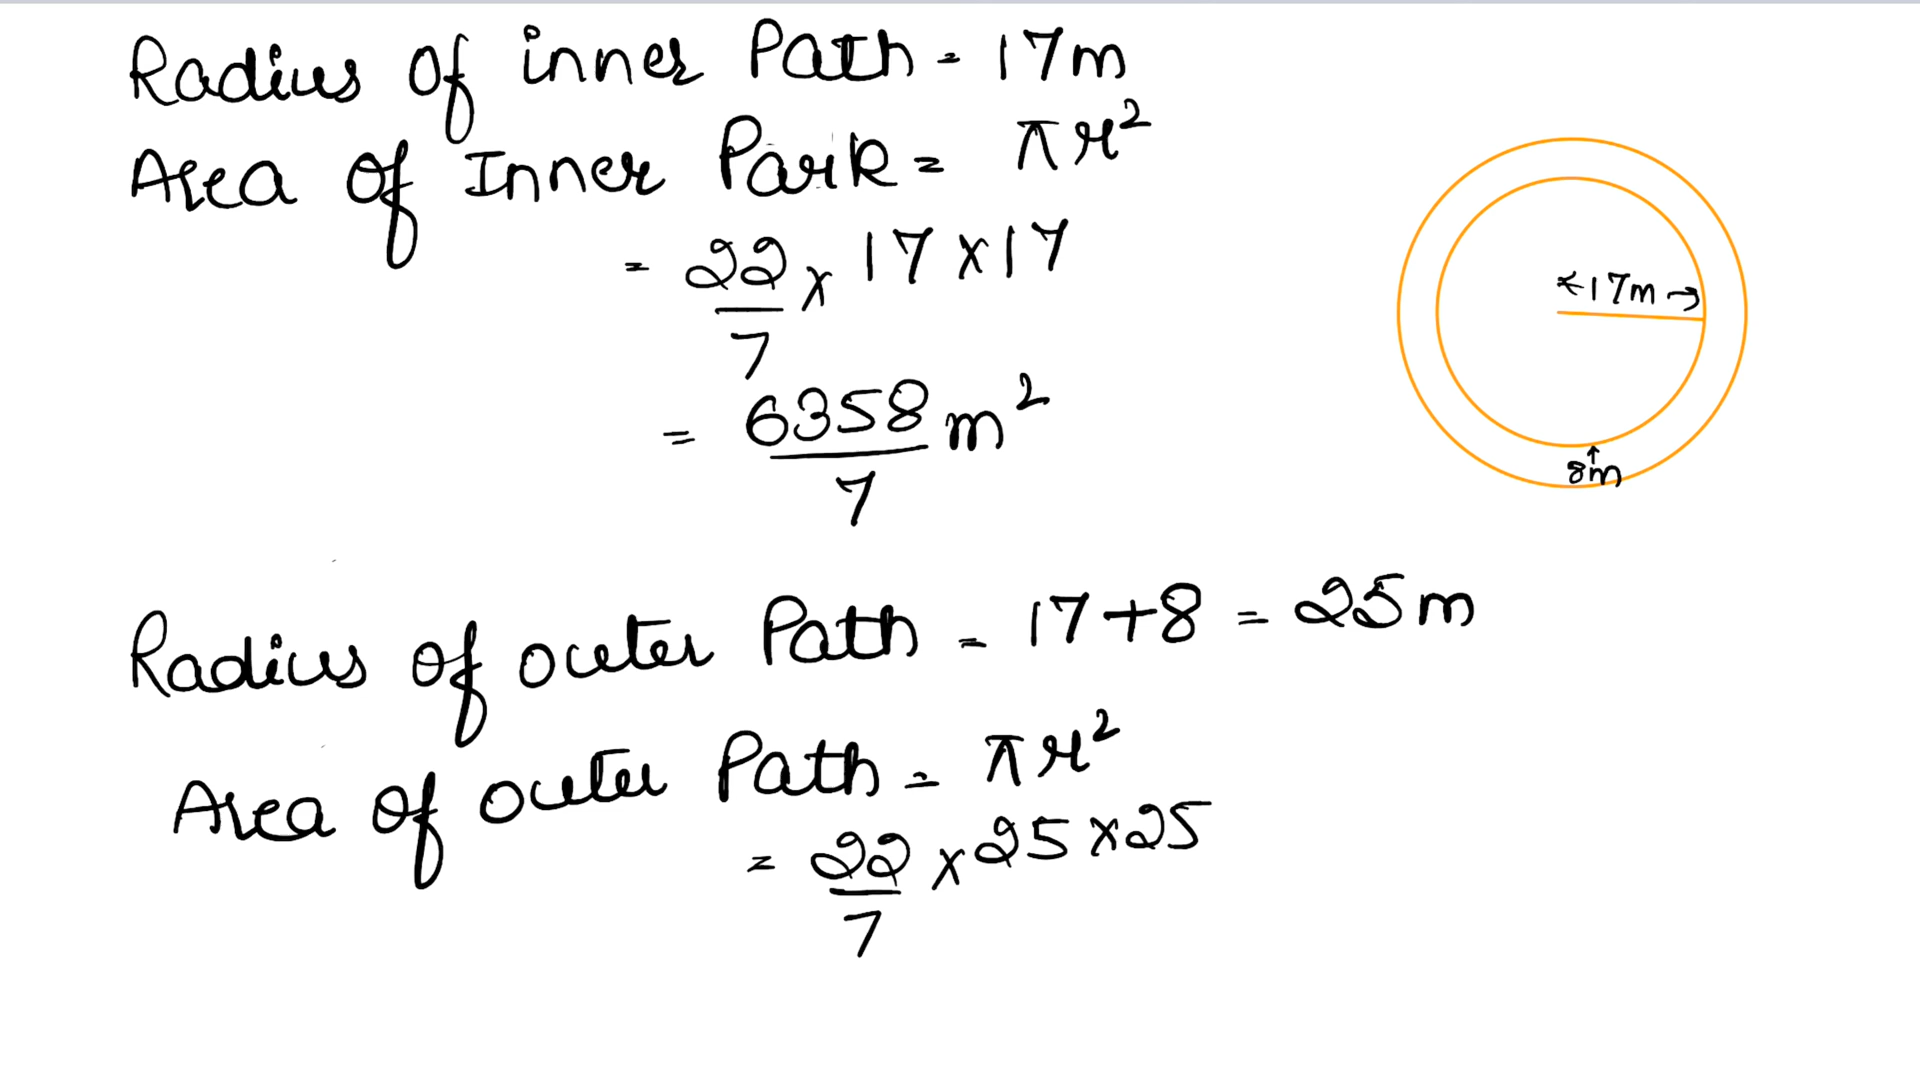 Radius of inner Path = 17m
Area of Inner Park = πr²
= 22/7 × 17 × 17
= 6358/7 m²
17m
8m
Radius of outer Path = 17+8 = 25m
Area of outer Path = πr²
= 22/7 × 25 × 25